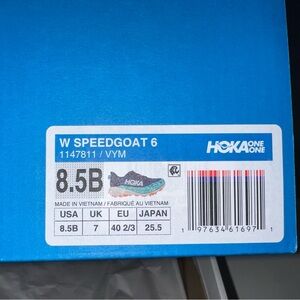 W SPEEDGOAT 6
1147811 / VYM
HOKA ONE ONE
8.5B
HOKA
MADE IN VIETNAM / FABRIQUÉ AU VIETNAM
USA UK EU JAPAN
8.5B 7 40 2/3 25.5
1 97634 61697 1